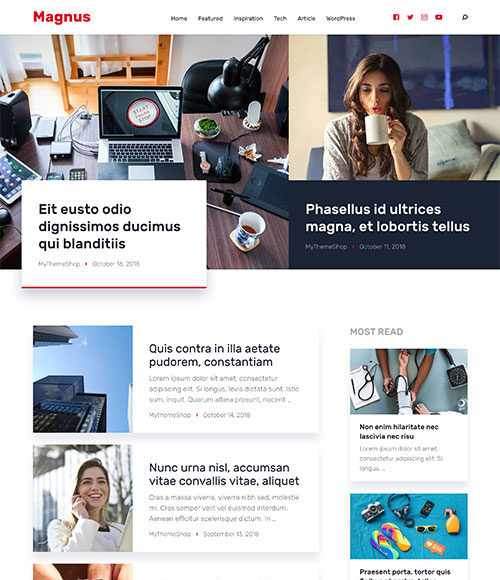 Magnus
Home Featured Inspiration Tech Article WordPress
START
STOP
Eit eusto odio
dignissimos ducimus
qui blanditiis
MyThemeShop October 16, 2018
Phasellus id ultrices
magna, et lobortis tellus
MyThemeShop October 11, 2018
Quis contra in illa aetate
pudorem, constantiam
Lorem ipsum dolor sit amet, consectetur
adipiscing elit. Si longus, levis dictata sunt. Istic
sum, inquit. Quorum altera prosunt, nocent ...
MyThemeShop October 14, 2018
Nunc urna nisl, accumsan
vitae convallis vitae, aliquet
Cras a massa viverra, viverra nibh sed, molestie
mi. Cras semper velit vel euismod interdum.
Aenean efficitur scelerisque dictum. In ...
MyThemeShop September 13, 2018
MOST READ
Non enim hilaritate nec
lascivia nec risu
Lorem ipsum dolor sit amet,
consectetur adipiscing elit. Si
longus, ...
Praesent porta, tortor quis